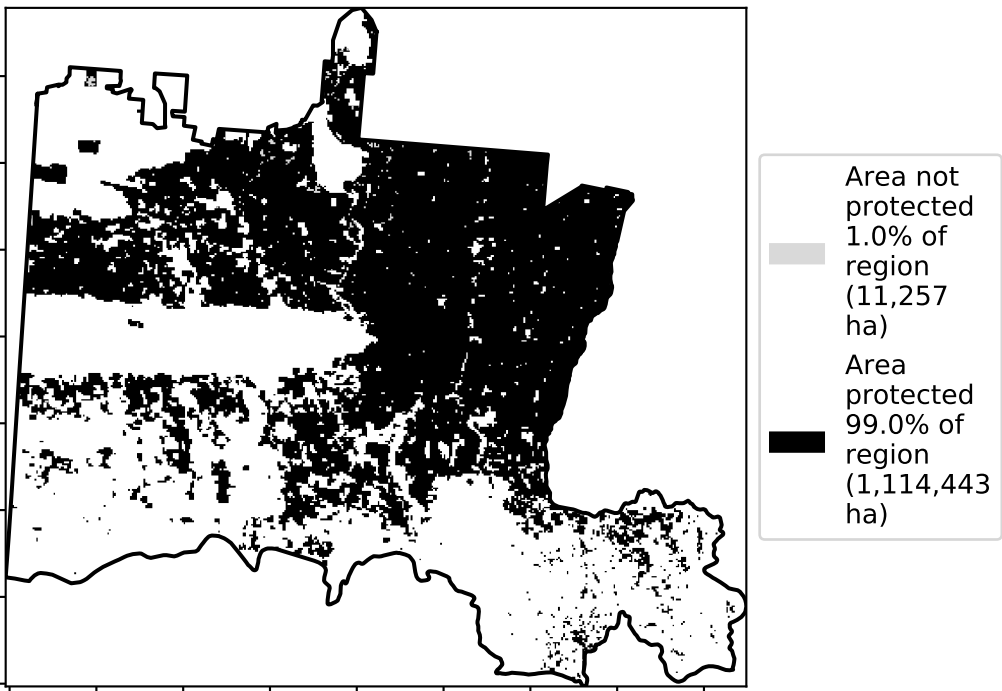 Area not
protected
1.0% of
region
(11,257
ha)
Area
protected
99.0% of
region
(1,114,443
ha)